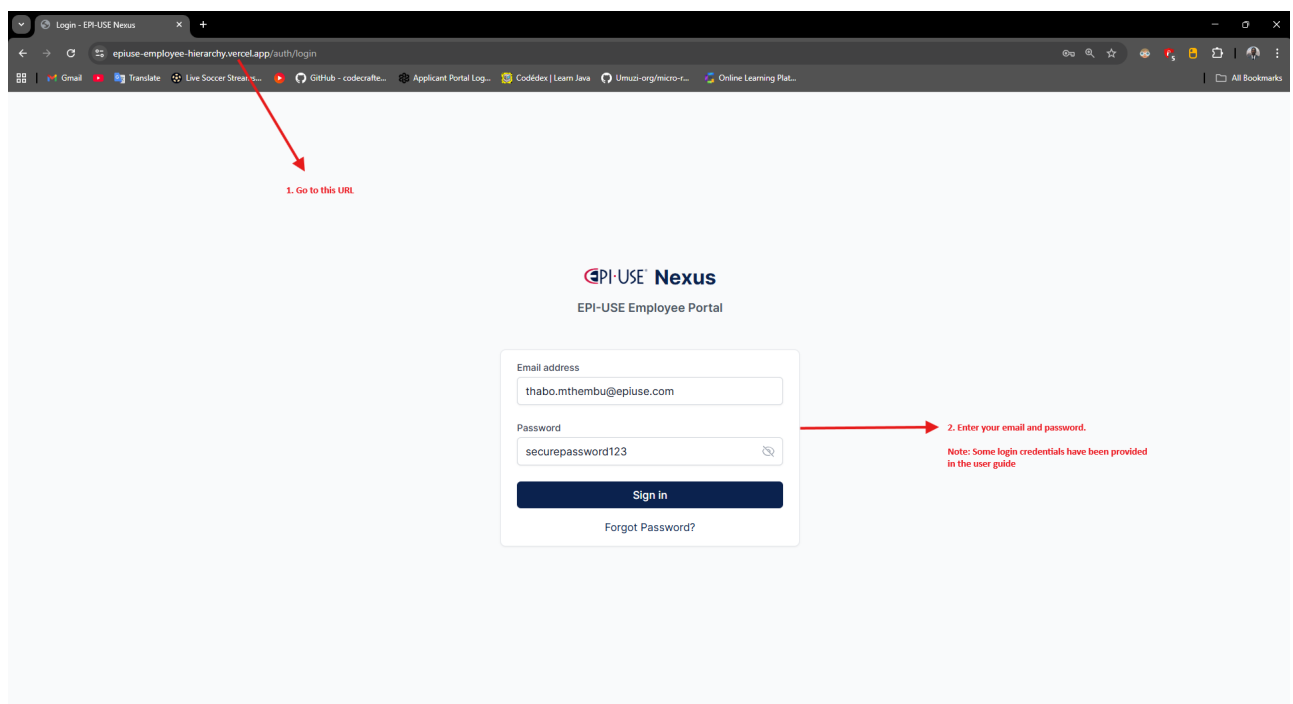 Login - EPI-USE Nexus
epiuse-employee-hierarchy.vercel.app/auth/login
Gmail
Translate
Live Soccer Streams...
GitHub - codecrafte...
Applicant Portal Log...
Codédex | Learn Java
Umuzi-org/micro-r...
Online Learning Plat...
All Bookmarks
1. Go to this URL
EPI·USE Nexus
EPI-USE Employee Portal
Email address
thabo.mthembu@epiuse.com
Password
securepassword123
2. Enter your email and password.
Note: Some login credentials have been provided
in the user guide
Sign in
Forgot Password?